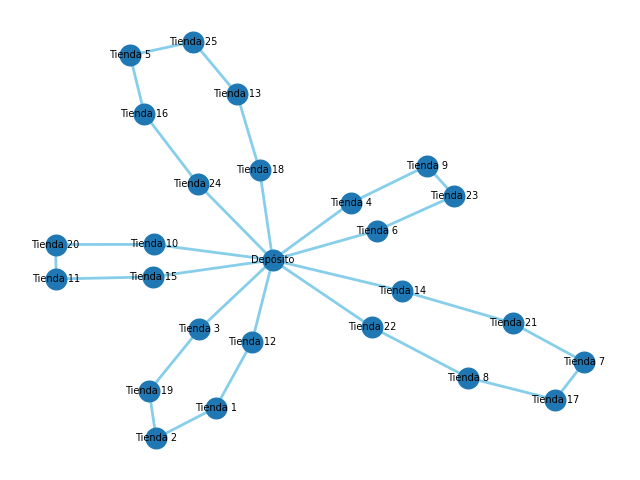 Tienda 25
Tienda 5
Tienda 13
Tienda 16
Tienda 9
Tienda 18
Tienda 24
Tienda 23
Tienda 4
Tienda 6
Tienda 20
Tienda 10
Depósito
Tienda 11
Tienda 15
Tienda 14
Tienda 21
Tienda 22
Tienda 3
Tienda 12
Tienda 7
Tienda 8
Tienda 19
Tienda 17
Tienda 1
Tienda 2